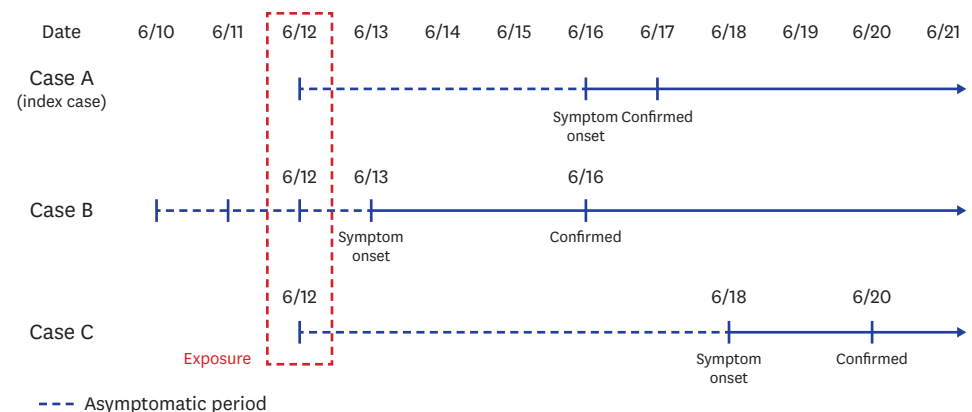 Date 6/10 6/11 6/12 6/13 6/14 6/15 6/16 6/17 6/18 6/19 6/20 6/21
Case A
(index case)
Symptom onset
Confirmed
6/12 6/13 6/16
Case B
Symptom onset
Confirmed
6/12 6/18 6/20
Case C
Exposure
Symptom onset
Confirmed
Asymptomatic period